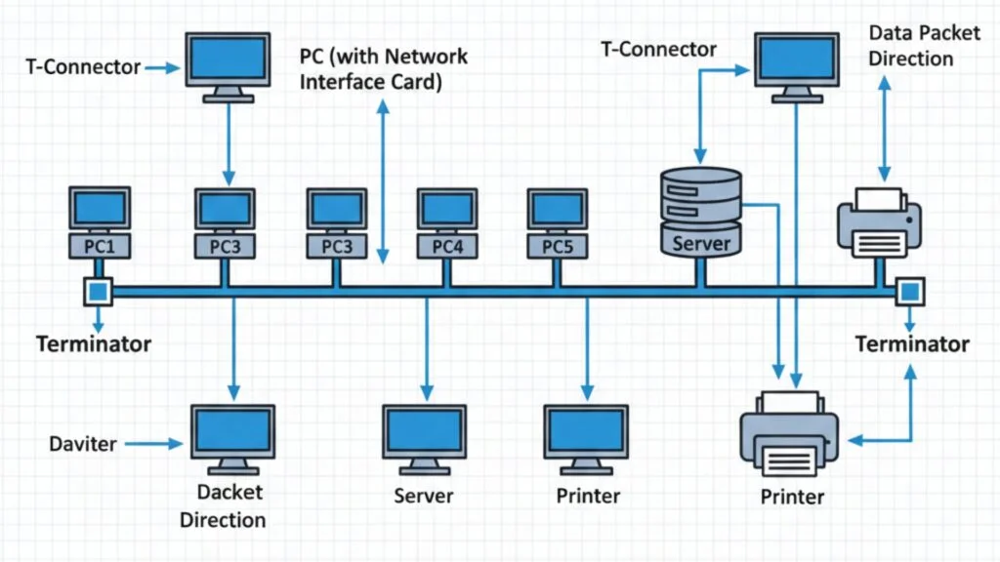 T-Connector
PC (with Network
Interface Card)
T-Connector
Data Packet
Direction
PC1
PC3
PC3
PC4
PC5
Server
Terminator
Terminator
Daviter
Dacket
Direction
Server
Printer
Printer